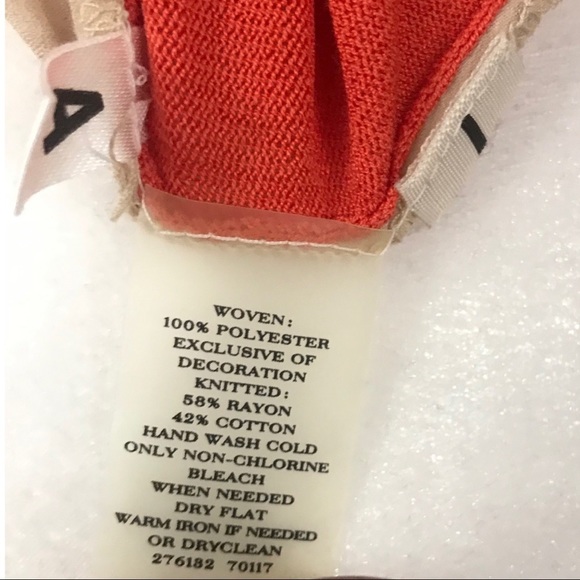 A
WOVEN:
100% POLYESTER
EXCLUSIVE OF
DECORATION
KNITTED:
58% RAYON
42% COTTON
HAND WASH COLD
ONLY NON-CHLORINE
BLEACH
WHEN NEEDED
DRY FLAT
WARM IRON IF NEEDED
OR DRYCLEAN
276182 70117